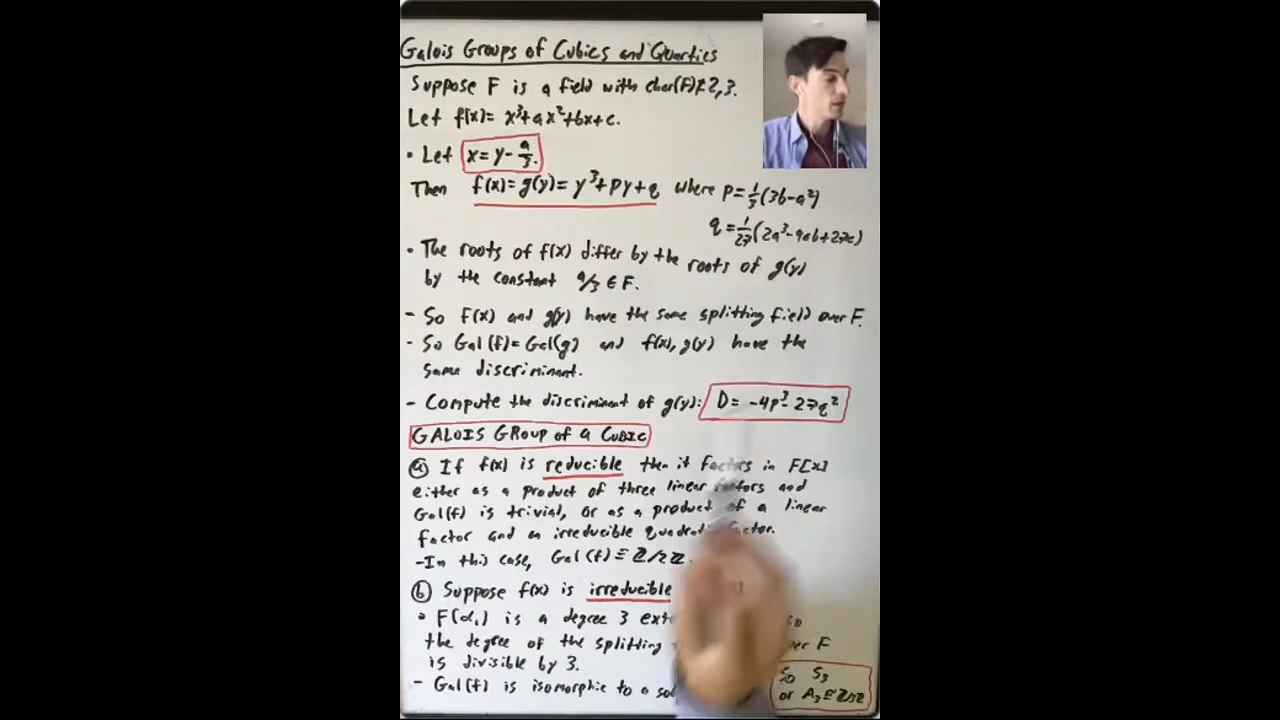 Galois Groups of Cubics and Quartics
Suppose F is a field with char(F)≠2,3.
Let f(x)= x³+ax²+bx+c.
• Let x=y-a/3.
Then f(x)=g(y)=y³+py+q where p=1/3(3b-a²)
q=1/27(2a³-9ab+27c)
• The roots of f(x) differ by the roots of g(y)
by the constant a/3 ∈ F.
- So f(x) and g(y) have the same splitting field over F.
- So Gal(f)=Gal(g) and f(x), g(y) have the
same discriminant.
- Compute the discriminant of g(y): D= -4p³-27q²
GALOIS GRoup of a CUBIC
ⓐ If f(x) is reducible then it factors in F[x]
either as a product of three linear factors and
Gal(f) is trivial, or as a product of a linear
factor and an irreducible quadratic factor.
-In this case, Gal(f)≅ℤ/2ℤ.
ⓑ Suppose f(x) is irreducible
• F(α₁) is a degree 3 so
the degree of the splitting over F
is divisible by 3.
- Gal(f) is isomorphic to a
So S₃
or A₃≅ℤ/3ℤ